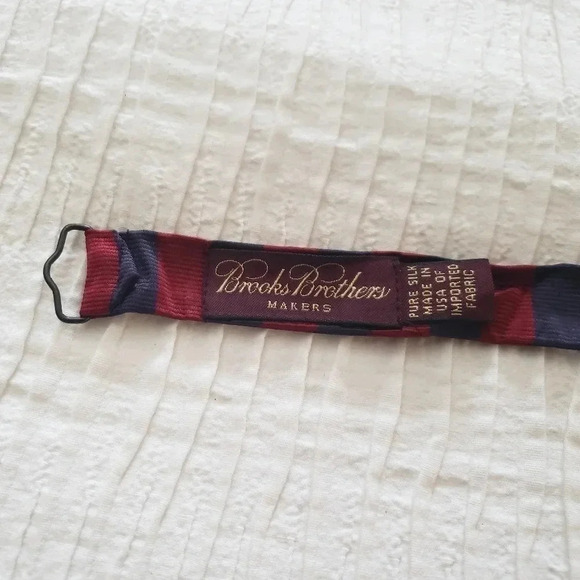 Brooks Brothers
MAKERS
PURE SILK
MADE IN
USA OF
IMPORTED
FABRIC